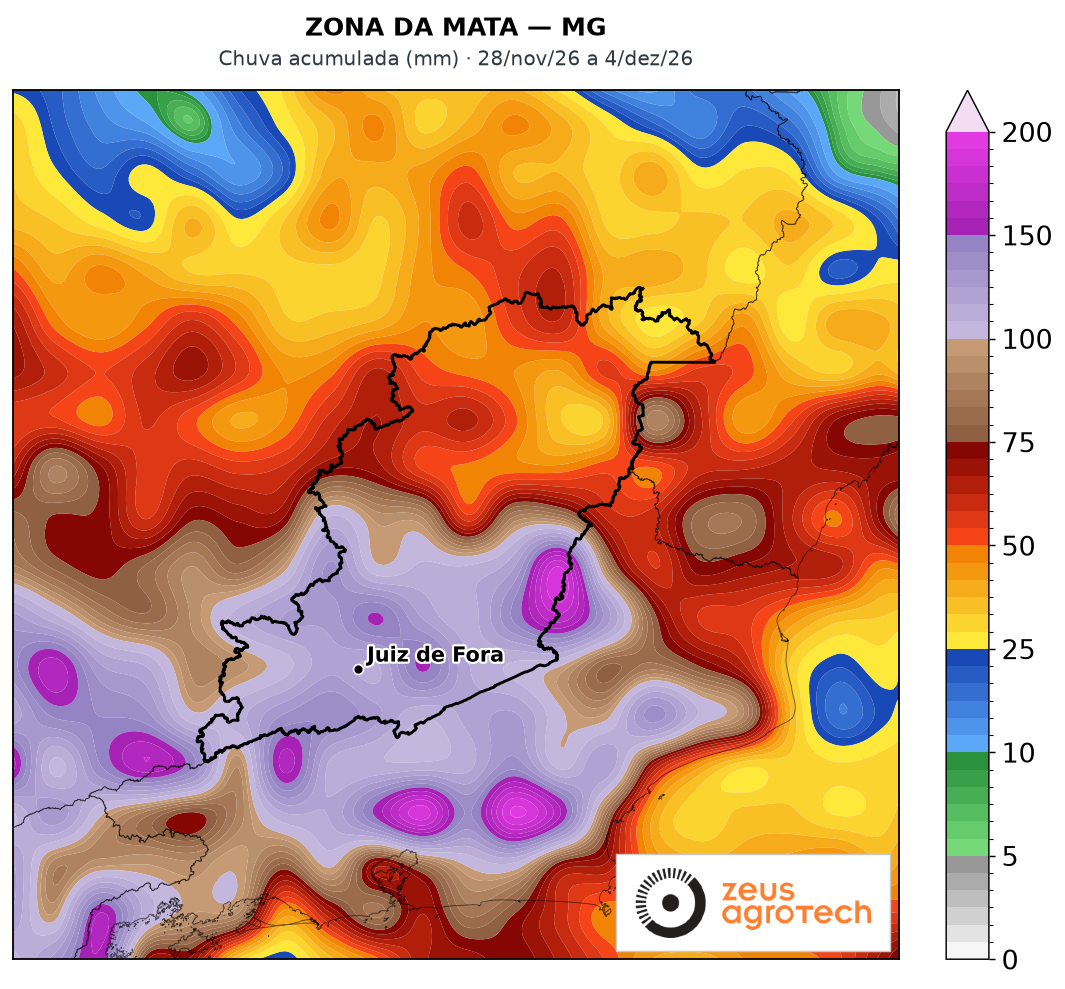 ZONA DA MATA — MG
Chuva acumulada (mm) · 28/nov/26 a 4/dez/26
200
150
100
75
50
25
10
5
0
Juiz de Fora
zeus
agrotech